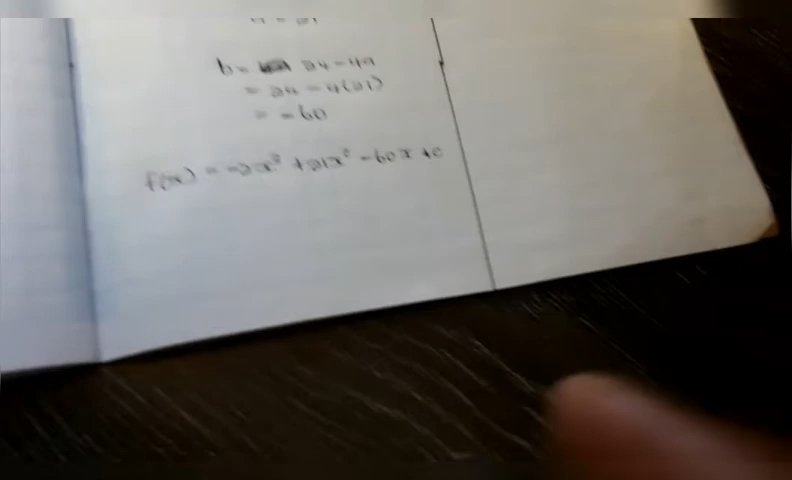 b = 24 - 4a
= 24 - 4(21)
= - 60
f(x) = -2x³ + 21x² - 60x + c